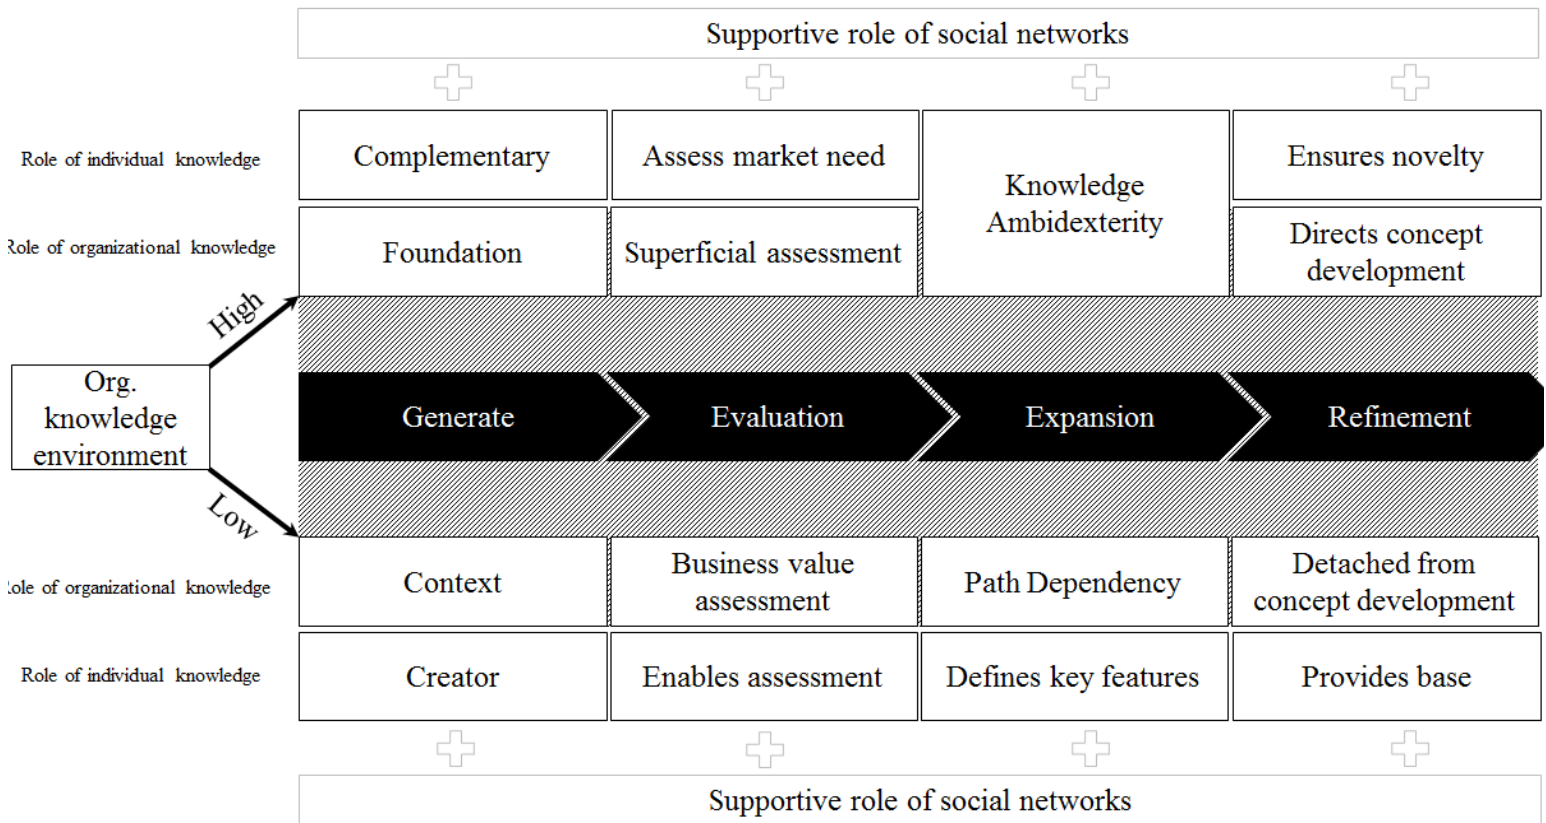 Supportive role of social networks
Role of individual knowledge
Complementary
Assess market need
Knowledge
Ambidexterity
Ensures novelty
Role of organizational knowledge
Foundation
Superficial assessment
Directs concept
development
High
Org.
knowledge
environment
Generate
Evaluation
Expansion
Refinement
Low
Role of organizational knowledge
Context
Business value
assessment
Path Dependency
Detached from
concept development
Role of individual knowledge
Creator
Enables assessment
Defines key features
Provides base
Supportive role of social networks